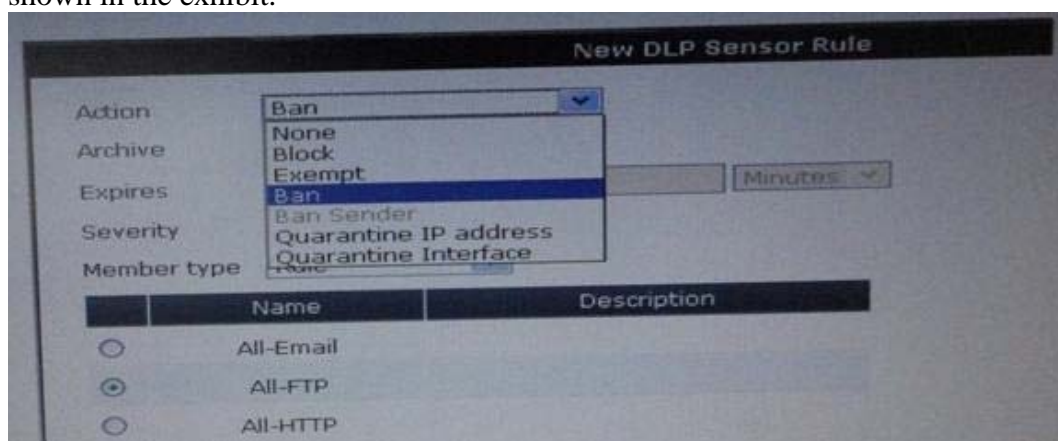 shown in the exhibit.
New DLP Sensor Rule
Action
Ban
None
Block
Exempt
Ban
Ban Sender
Quarantine IP address
Quarantine Interface
Archive
Expires
Minutes
Severity
Member type
Rule
Name
Description
All-Email
All-FTP
All-HTTP